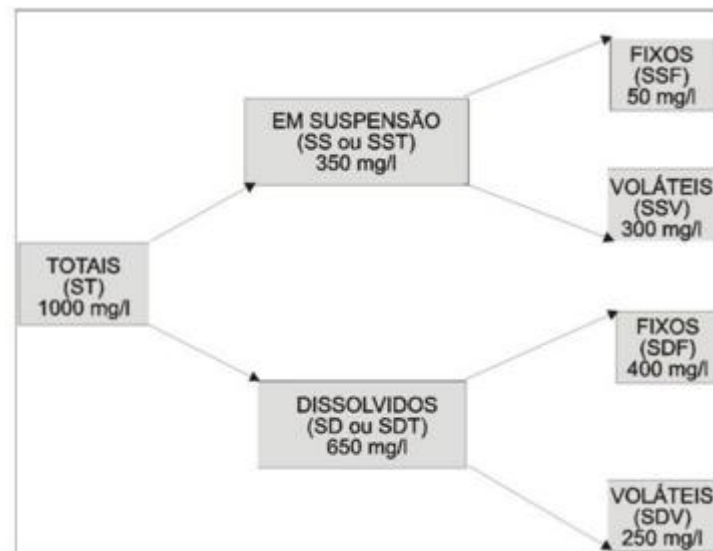 TOTAIS
(ST)
1000 mg/l
EM SUSPENSÃO
(SS ou SST)
350 mg/l
DISSOLVIDOS
(SD ou SDT)
650 mg/l
FIXOS
(SSF)
50 mg/l
VOLÁTEIS
(SSV)
300 mg/l
FIXOS
(SDF)
400 mg/l
VOLÁTEIS
(SDV)
250 mg/l